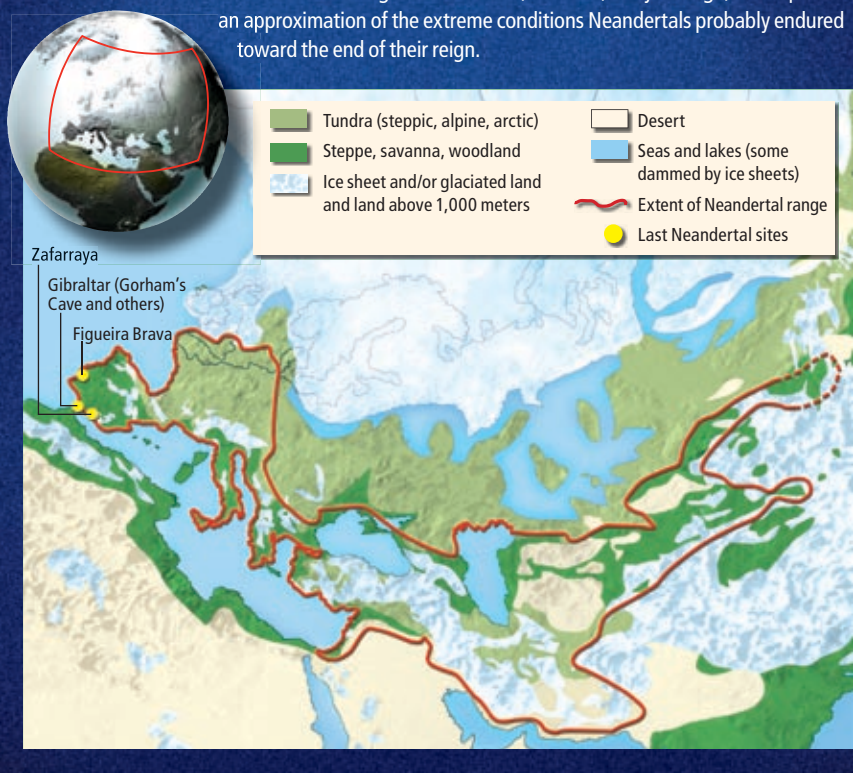 an approximation of the extreme conditions Neandertals probably endured
toward the end of their reign.
Tundra (steppic, alpine, arctic)
Steppe, savanna, woodland
Ice sheet and/or glaciated land
and land above 1,000 meters
Desert
Seas and lakes (some
dammed by ice sheets)
Extent of Neandertal range
Last Neandertal sites
Zafarraya
Gibraltar (Gorham's
Cave and others)
Figueira Brava